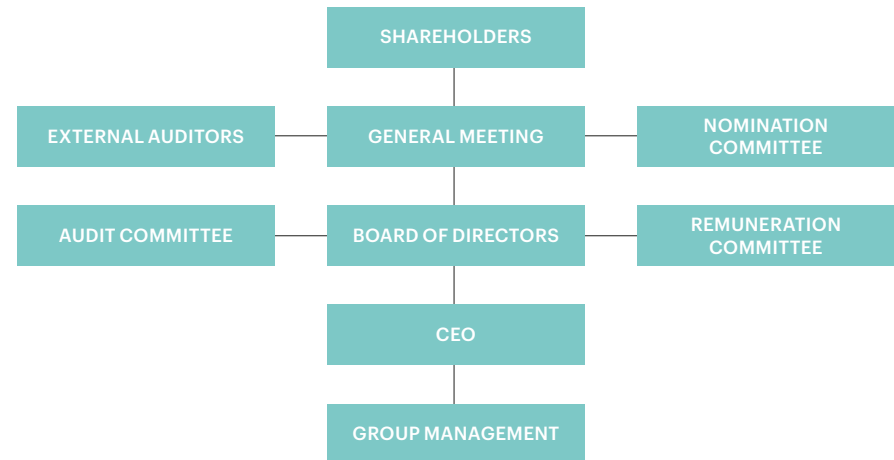 SHAREHOLDERS
EXTERNAL AUDITORS
GENERAL MEETING
NOMINATION
COMMITTEE
AUDIT COMMITTEE
BOARD OF DIRECTORS
REMUNERATION
COMMITTEE
CEO
GROUP MANAGEMENT